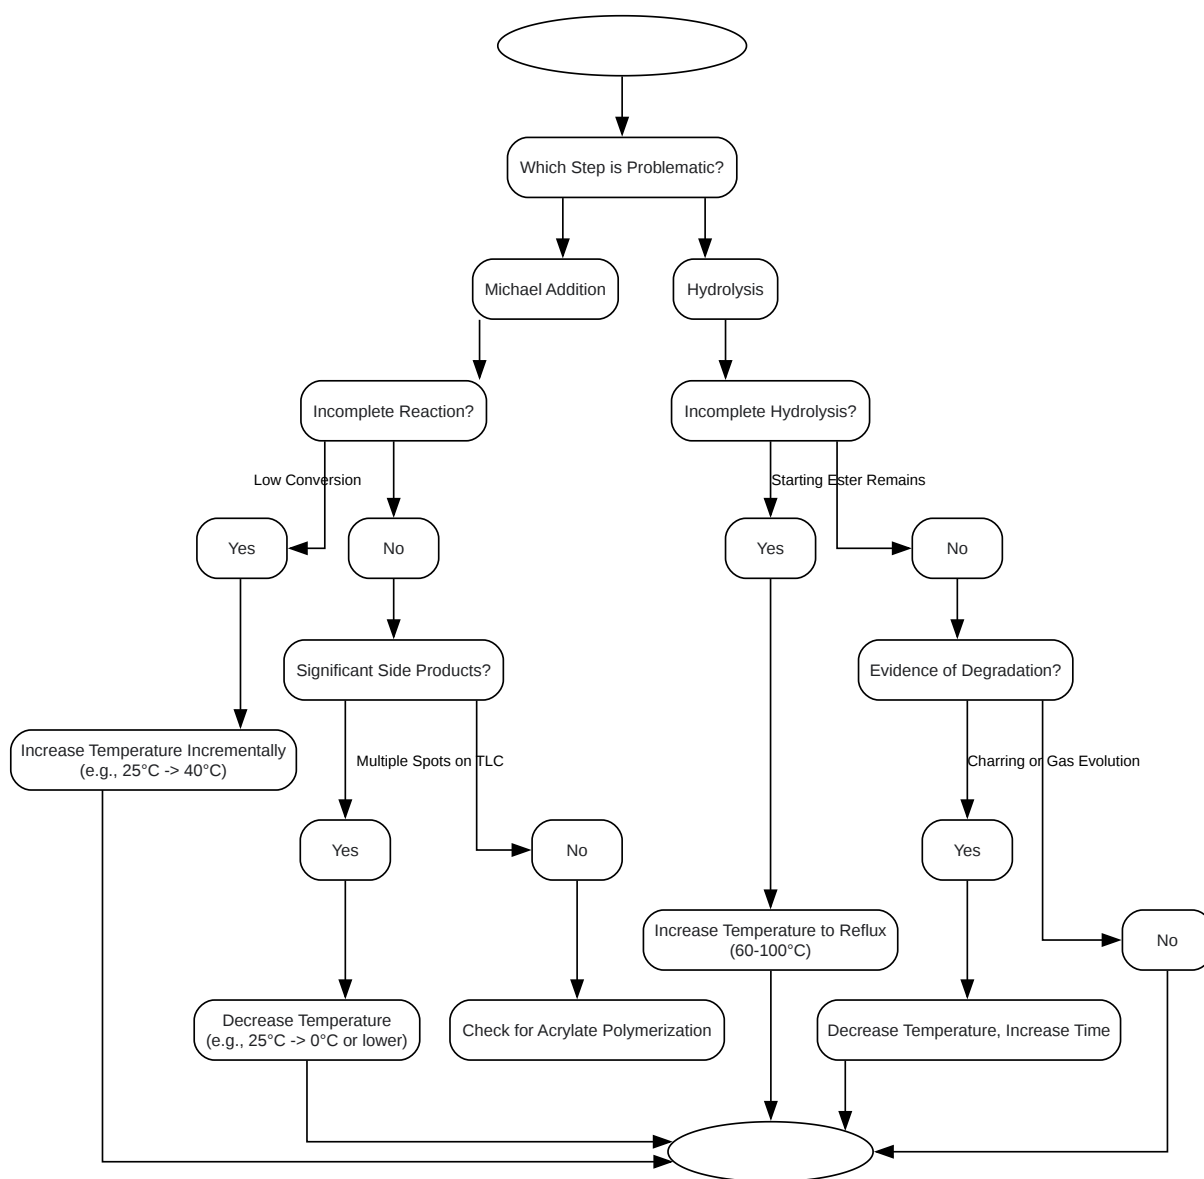 Which Step is Problematic?
Michael Addition
Hydrolysis
Incomplete Reaction?
Incomplete Hydrolysis?
Low Conversion
Starting Ester Remains
Yes
No
Yes
No
Significant Side Products?
Evidence of Degradation?
Increase Temperature Incrementally
(e.g., 25°C -> 40°C)
Multiple Spots on TLC
Charring or Gas Evolution
Yes
No
Yes
Increase Temperature to Reflux
(60-100°C)
No
Decrease Temperature
(e.g., 25°C -> 0°C or lower)
Check for Acrylate Polymerization
Decrease Temperature, Increase Time